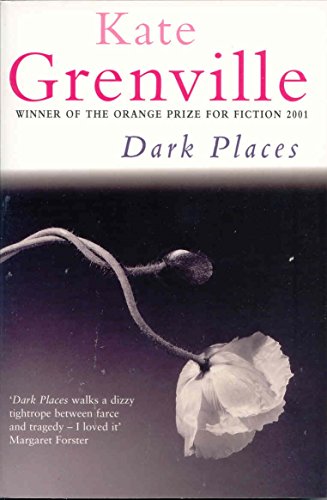 Kate
Grenville
WINNER OF THE ORANGE PRIZE FOR FICTION 2001
Dark Places
‘Dark Places walks a dizzy
tightrope between farce
and tragedy – I loved it’
Margaret Forster